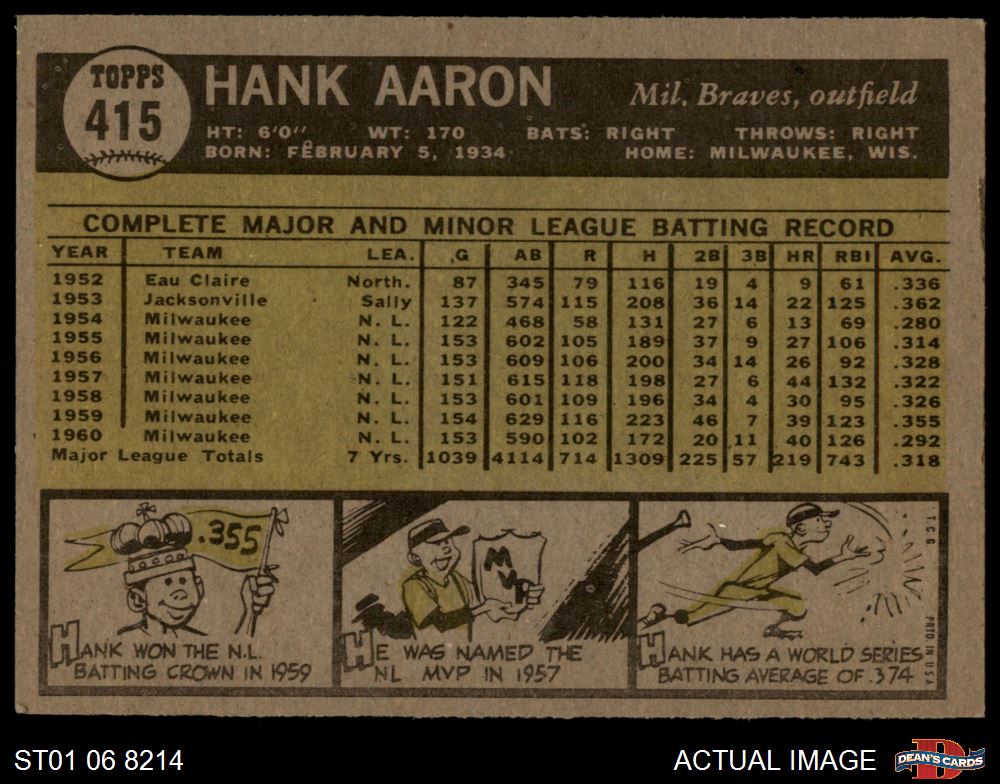 TOPPS
415
HANK AARON
Mil. Braves, outfield
HT: 6'0" WT: 170 BATS: RIGHT THROWS: RIGHT
BORN: FEBRUARY 5, 1934 HOME: MILWAUKEE, WIS.
COMPLETE MAJOR AND MINOR LEAGUE BATTING RECORD
YEAR TEAM LEA. G AB R H 2B 3B HR RBI AVG.
1952 Eau Claire North. 87 345 79 116 19 4 9 61 .336
1953 Jacksonville Sally 137 574 115 208 36 14 22 125 .362
1954 Milwaukee N. L. 122 468 58 131 27 6 13 69 .280
1955 Milwaukee N. L. 153 602 105 189 37 9 27 106 .314
1956 Milwaukee N. L. 153 609 106 200 34 14 26 92 .328
1957 Milwaukee N. L. 151 615 118 198 27 6 44 132 .322
1958 Milwaukee N. L. 153 601 109 196 34 4 30 95 .326
1959 Milwaukee N. L. 154 629 116 223 46 7 39 123 .355
1960 Milwaukee N. L. 153 590 102 172 20 11 40 126 .292
Major League Totals 7 Yrs. 1039 4114 714 1309 225 57 219 743 .318
.355
HANK WON THE N.L.
BATTING CROWN IN 1959
MVP
HE WAS NAMED THE
NL MVP IN 1957
HANK HAS A WORLD SERIES
BATTING AVERAGE OF .374
T.C.G.
PRTD. IN U.S.A.
ST01 06 8214
ACTUAL IMAGE
D
DEAN'S CARDS